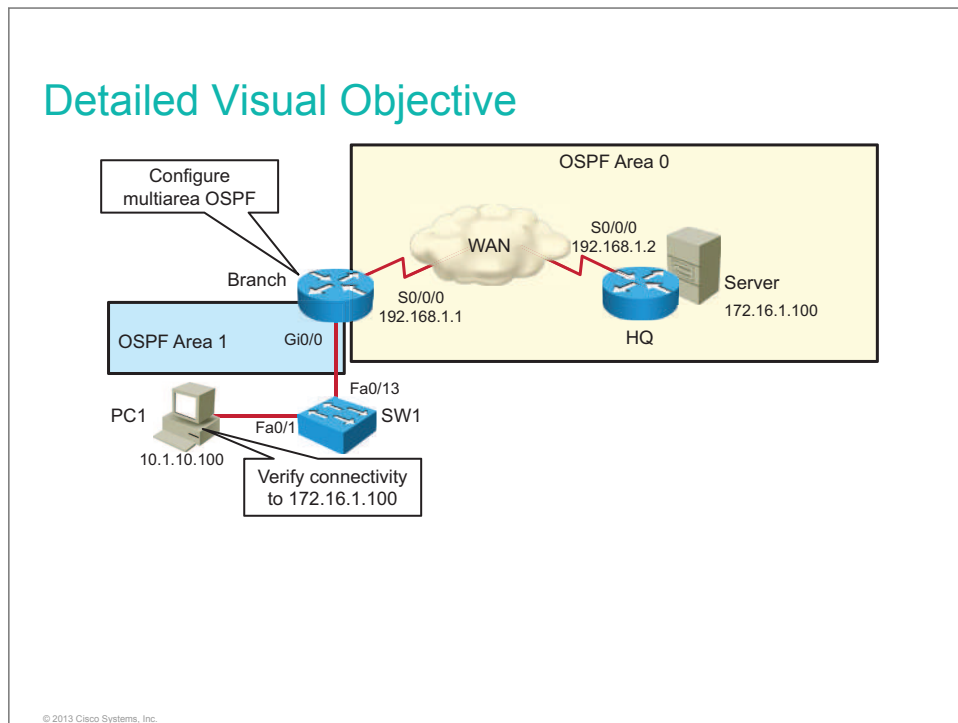 Detailed Visual Objective
OSPF Area 0
Configure
multiarea OSPF
WAN
S0/0/0
192.168.1.2
Branch
S0/0/0
192.168.1.1
Server
172.16.1.100
HQ
OSPF Area 1
Gi0/0
Fa0/13
PC1
Fa0/1
SW1
10.1.10.100
Verify connectivity
to 172.16.1.100
© 2013 Cisco Systems, Inc.